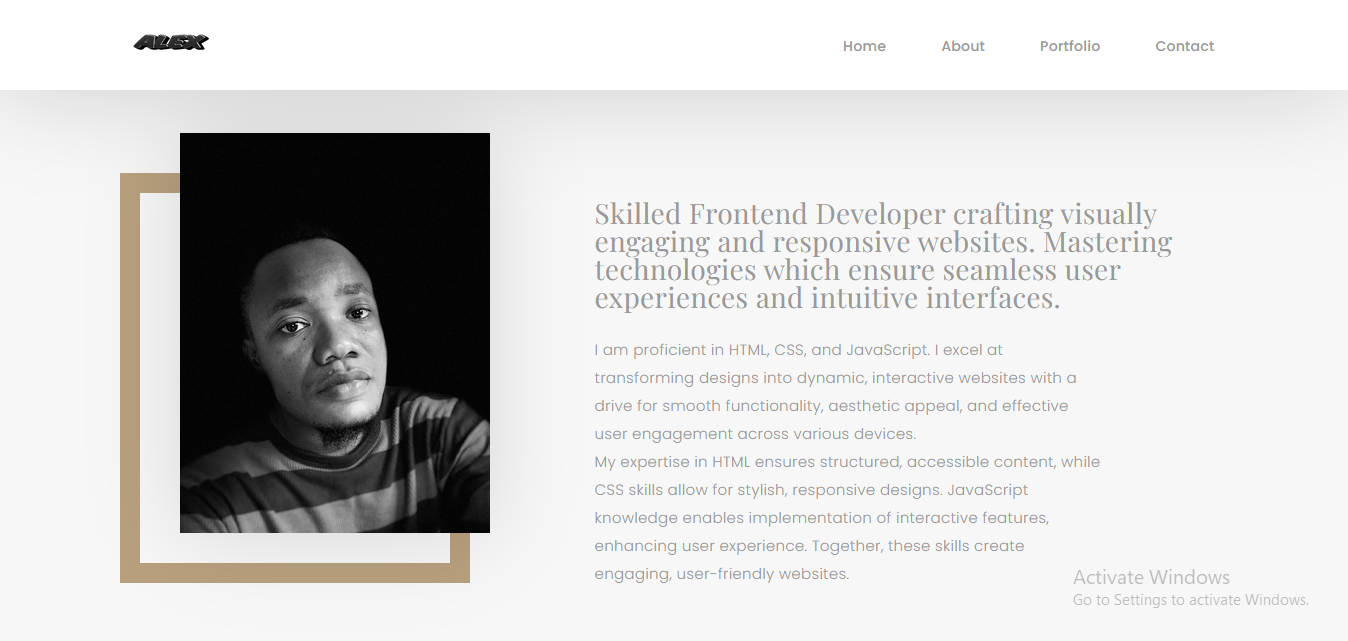 ALEX
Home
About
Portfolio
Contact
Skilled Frontend Developer crafting visually
engaging and responsive websites. Mastering
technologies which ensure seamless user
experiences and intuitive interfaces.
I am proficient in HTML, CSS, and JavaScript. I excel at
transforming designs into dynamic, interactive websites with a
drive for smooth functionality, aesthetic appeal, and effective
user engagement across various devices.
My expertise in HTML ensures structured, accessible content, while
CSS skills allow for stylish, responsive designs. JavaScript
knowledge enables implementation of interactive features,
enhancing user experience. Together, these skills create
engaging, user-friendly websites.
Activate Windows
Go to Settings to activate Windows.